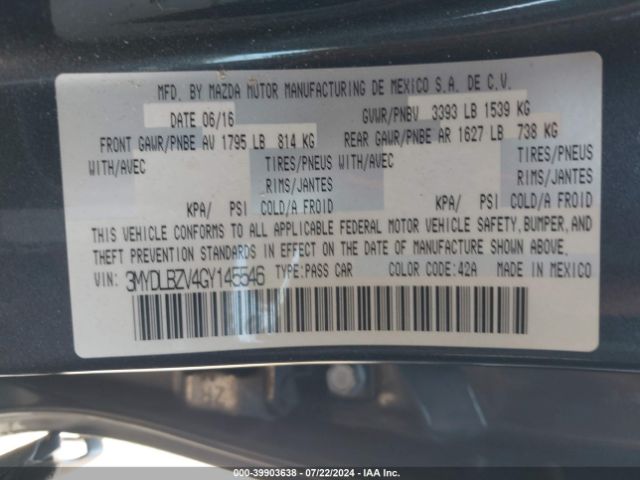 MFD. BY MAZDA MOTOR MANUFACTURING DE MEXICO S.A. DE C.V.
DATE 06/16 GVWR/PNBV 3393 LB 1539 KG
FRONT GAWR/PNBE AV 1795 LB 814 KG REAR GAWR/PNBE AR 1627 LB 738 KG
WITH/AVEC TIRES/PNEUS WITH/AVEC TIRES/PNEUS
RIMS/JANTES RIMS/JANTES
KPA/ PSI COLD/A FROID KPA/ PSI COLD/A FROID
THIS VEHICLE CONFORMS TO ALL APPLICABLE FEDERAL MOTOR VEHICLE SAFETY, BUMPER, AND
THEFT PREVENTION STANDARDS IN EFFECT ON THE DATE OF MANUFACTURE SHOWN ABOVE.
VIN: 3MYDLBZV4GY145546 TYPE:PASS CAR COLOR CODE:42A MADE IN MEXICO
000-39903638 - 07/22/2024 - IAAI.com